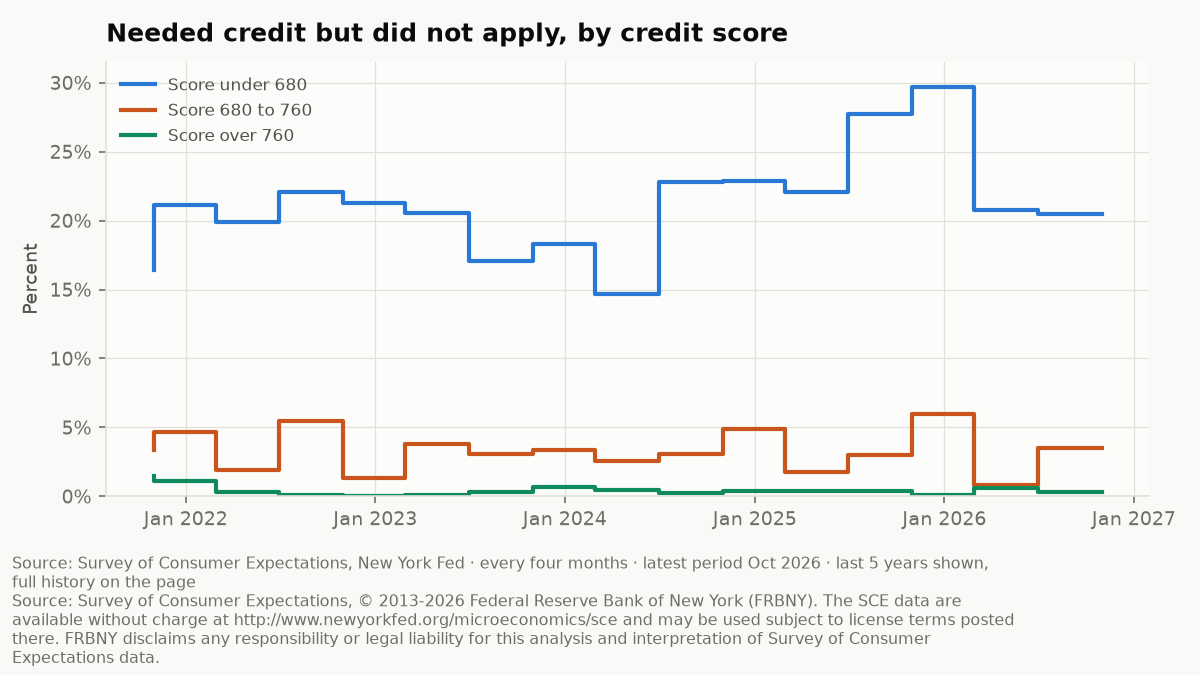 Needed credit but did not apply, by credit score
Score under 680
Score 680 to 760
Score over 760
30%
25%
20%
15%
10%
5%
0%
Percent
Jan 2022
Jan 2023
Jan 2024
Jan 2025
Jan 2026
Jan 2027
Source: Survey of Consumer Expectations, New York Fed · every four months · latest period Oct 2026 · last 5 years shown,
full history on the page
Source: Survey of Consumer Expectations, © 2013-2026 Federal Reserve Bank of New York (FRBNY). The SCE data are
available without charge at http://www.newyorkfed.org/microeconomics/sce and may be used subject to license terms posted
there. FRBNY disclaims any responsibility or legal liability for this analysis and interpretation of Survey of Consumer
Expectations data.